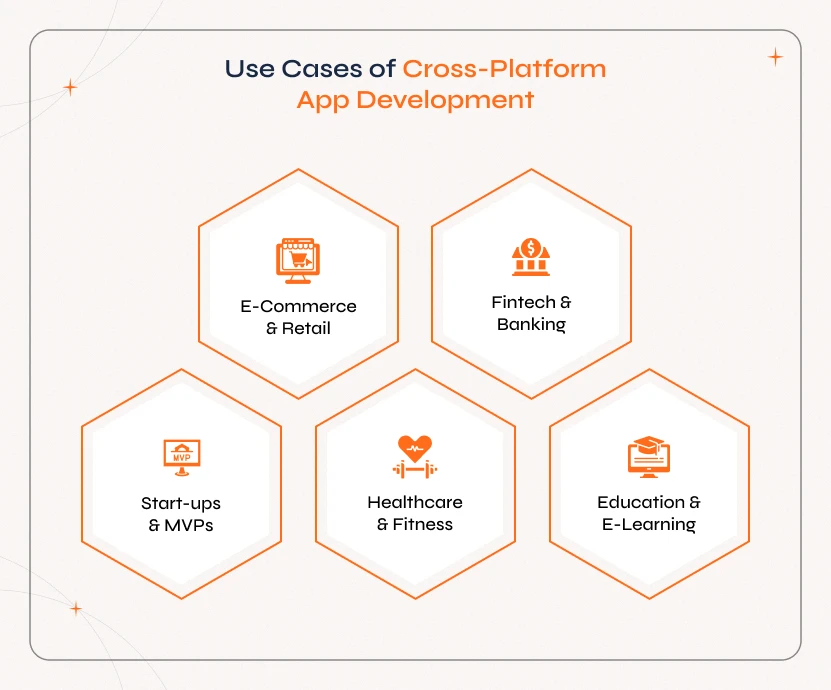 Use Cases of Cross-Platform
App Development
E-Commerce
& Retail
Fintech &
Banking
MVP
Start-ups
& MVPs
Healthcare
& Fitness
Education &
E-Learning